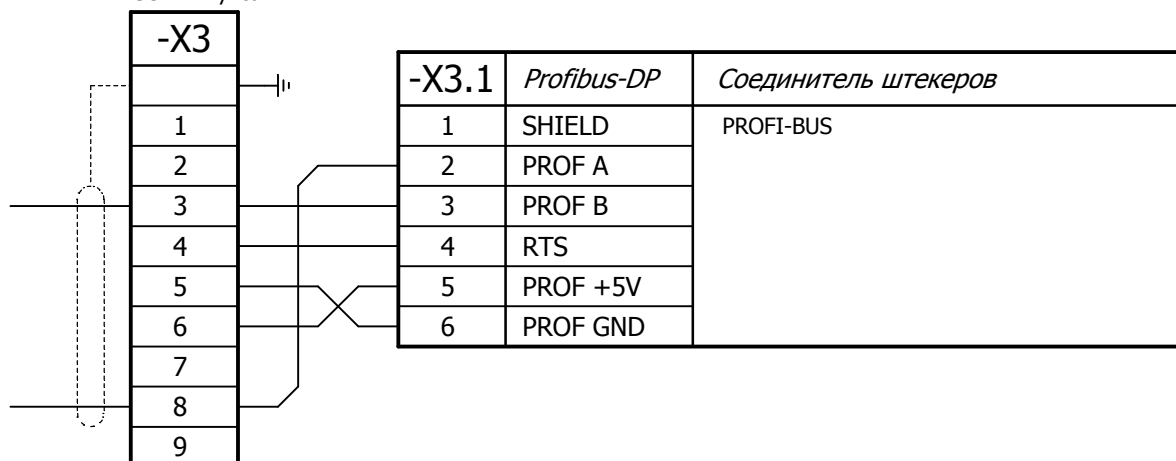 -X3
1
2
3
4
5
6
7
8
9
-X3.1 Profibus-DP Соединитель штекеров
1 SHIELD PROFI-BUS
2 PROF A
3 PROF B
4 RTS
5 PROF +5V
6 PROF GND